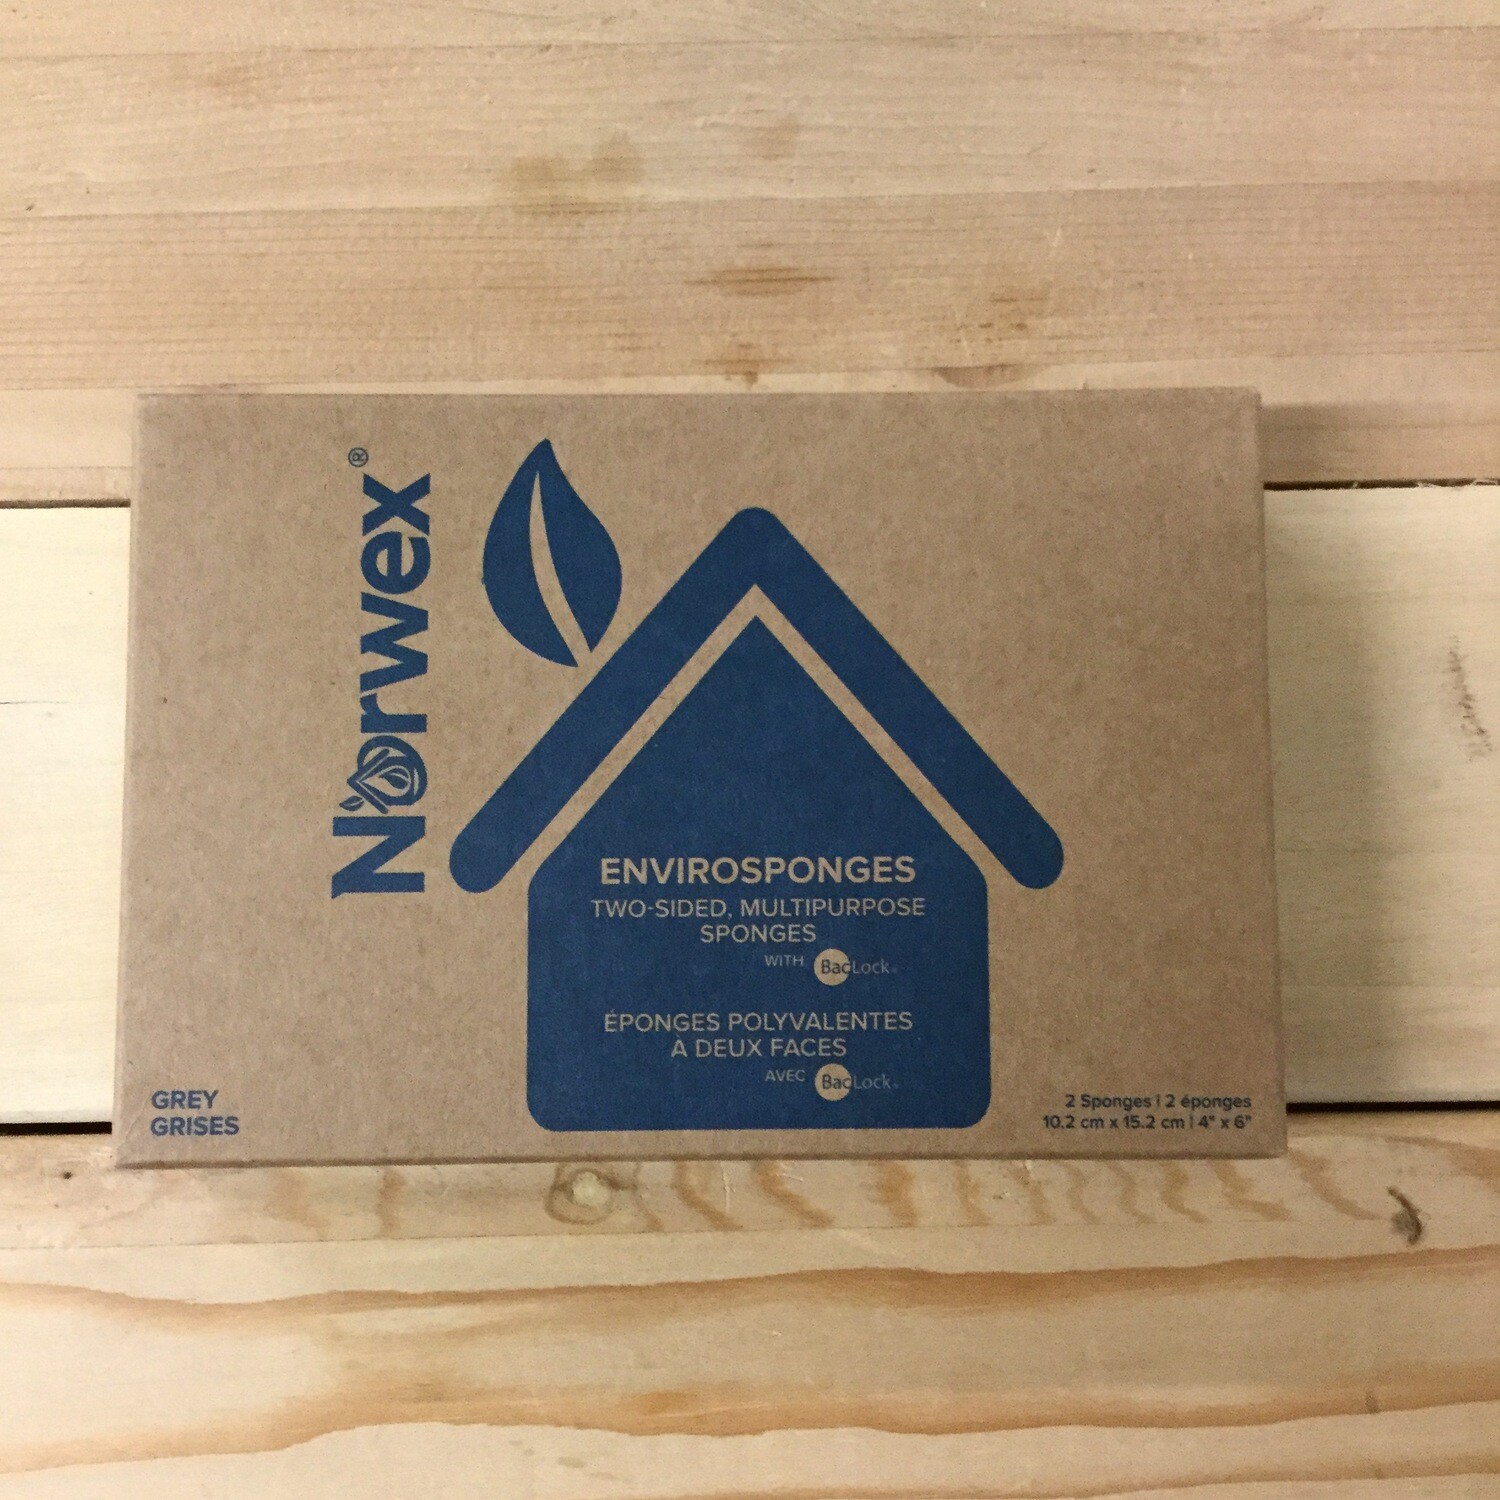 Norwex®
ENVIROSPONGES
TWO-SIDED, MULTIPURPOSE
SPONGES
WITH BacLock®
ÉPONGES POLYVALENTES
À DEUX FACES
AVEC BacLock®
GREY
GRISES
2 Sponges | 2 éponges
10.2 cm x 15.2 cm | 4" x 6"